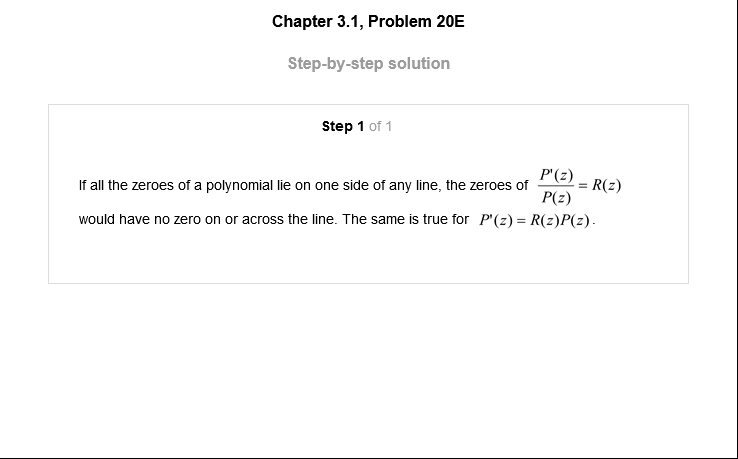 Chapter 3.1, Problem 20E
Step-by-step solution
Step 1 of 1
If all the zeroes of a polynomial lie on one side of any line, the zeroes of P'(z)/P(z) = R(z)
would have no zero on or across the line. The same is true for P'(z) = R(z)P(z).